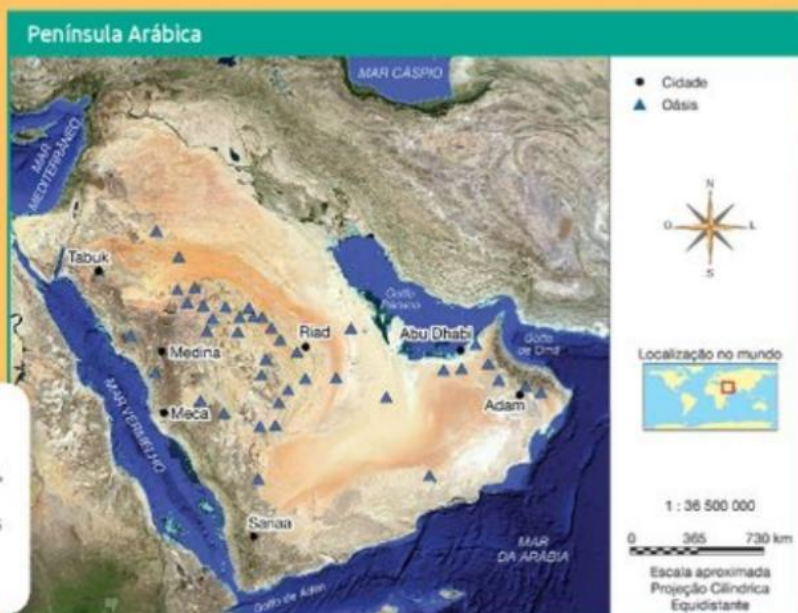 Península Arábica
MAR CÁSPIO
MAR
MEDITERRÂNEO
Tabuk
Golfo
Pérsico
Riad
Abu Dhabi
Golfo
de Omã
Medina
Meca
Adam
MAR VERMELHO
Sanaa
MAR
DA ARÁBIA
Golfo de Áden
Cidade
Oásis
N
O
L
S
Localização no mundo
1 : 36 500 000
0 365 730 km
Escala aproximada
Projeção Cilíndrica
Equidistante